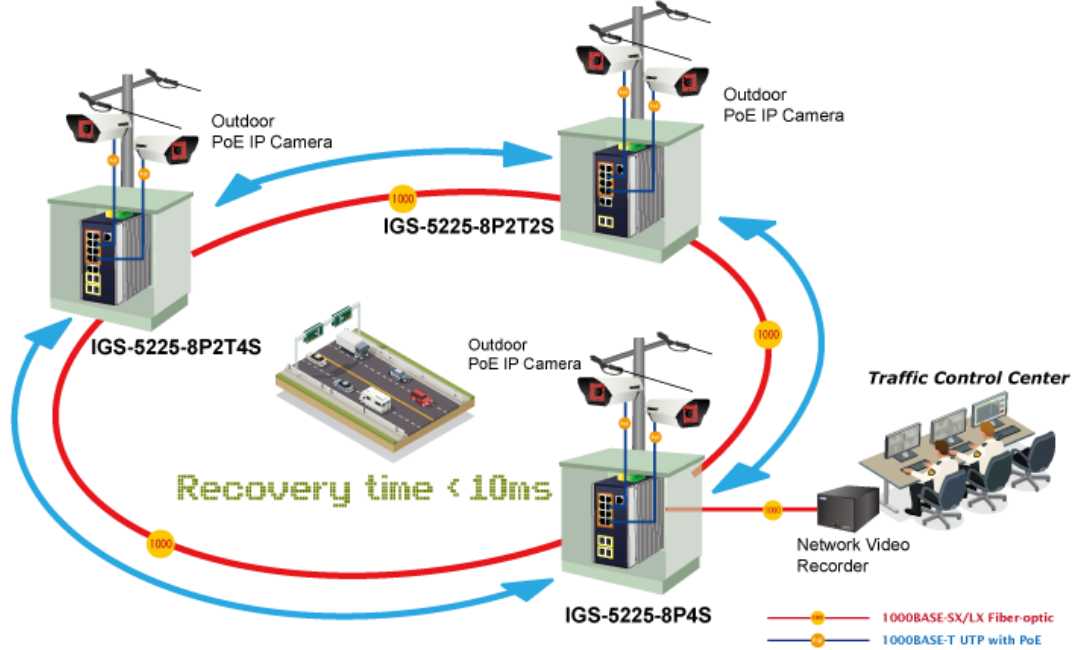 Outdoor
PoE IP Camera
Outdoor
PoE IP Camera
1000
IGS-5225-8P2T2S
IGS-5225-8P2T4S
1000
Outdoor
PoE IP Camera
Traffic Control Center
Recovery time < 10ms
1000
1000
Network Video
Recorder
IGS-5225-8P4S
1000BASE-SX/LX Fiber-optic
1000BASE-T UTP with PoE